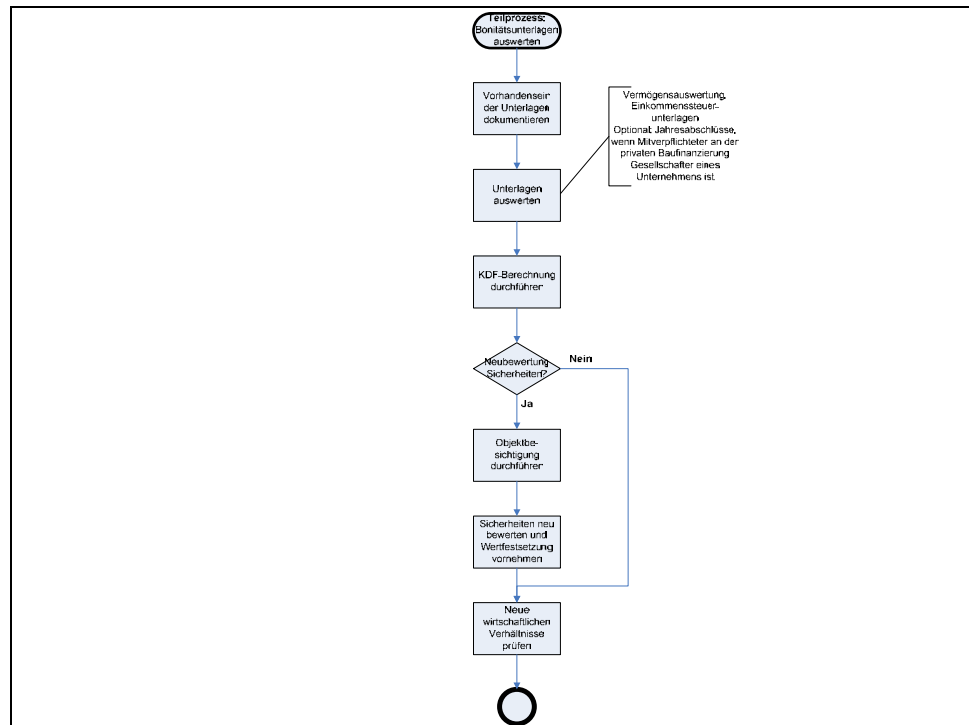 Teilprozess:
Bonitätsunterlagen
auswerten
Vorhandensein
der Unterlagen
dokumentieren
Vermögensauswertung,
Einkommenssteuer-
unterlagen
Optional: Jahresabschlüsse,
wenn Mitverpflichteter an der
privaten Baufinanzierung
Gesellschafter eines
Unternehmens ist.
Unterlagen
auswerten
KDF-Berechnung
durchführen
Neubewertung
Sicherheiten?
Nein
Ja
Objektbe-
sichtigung
durchführen
Sicherheiten neu
bewerten und
Wertfestsetzung
vornehmen
Neue
wirtschaftlichen
Verhältnisse
prüfen